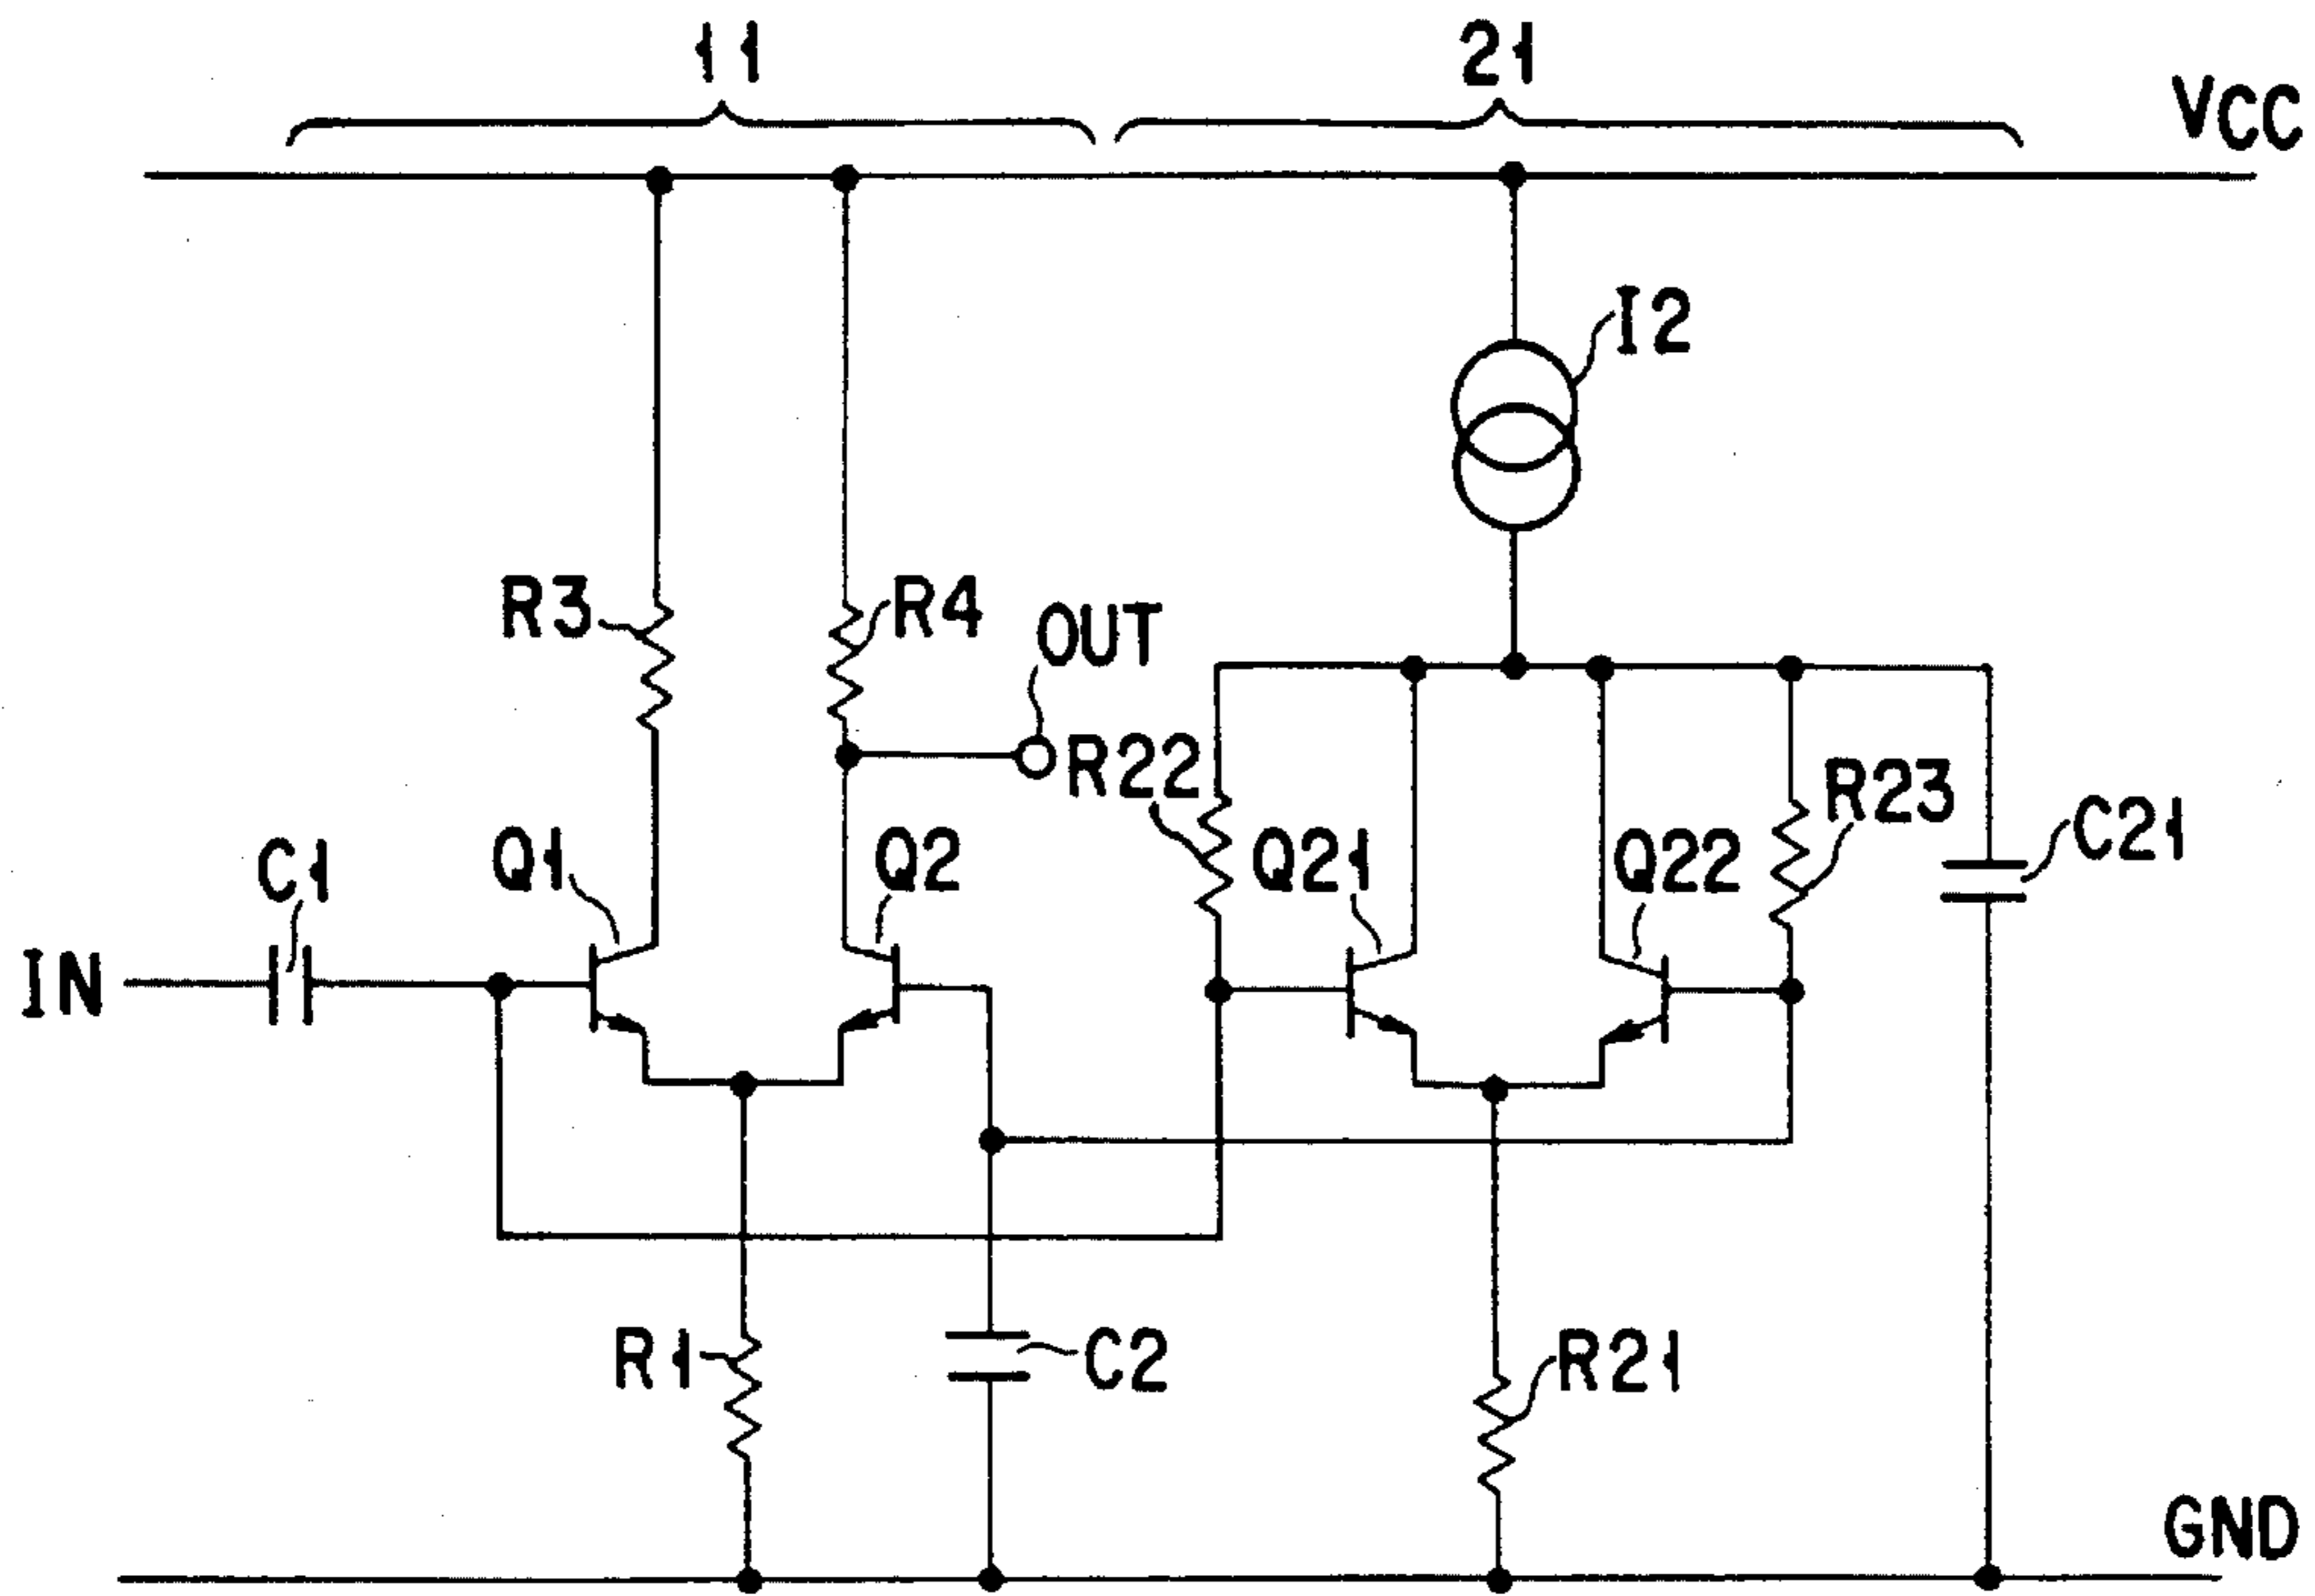 11
21
VCC
I2
R3
R4
OUT
R22
R23
C21
C1
Q1
Q2
Q21
Q22
IN
R1
C2
R21
GND